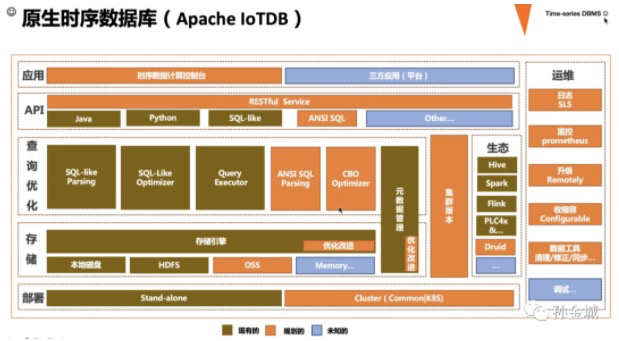 原生时序数据库（Apache IoTDB）
Time-series DBMS
应用
时序数据计算控制台
三方应用（平台）
API
RESTful Service
Java
Python
SQL-like
ANSI SQL
Other...
查询优化
SQL-like
Parsing
SQL-Like
Optimizer
Query
Executor
ANSI SQL
Parsing
CBO
Optimizer
元数据管理
优化改进
集群版本
生态
Hive
Spark
Flink
PLC4x
&...
Druid
...
存储
存储引擎
优化改进
本地磁盘
HDFS
OSS
Memory...
部署
Stand-alone
Cluster (Common|K8S)
运维
日志
SLS
监控
prometheus
升级
Remotely
收缩容
Configurable
数据工具
清理/修正/同步...
调试...
现有的
规划的
未知的
孙金城